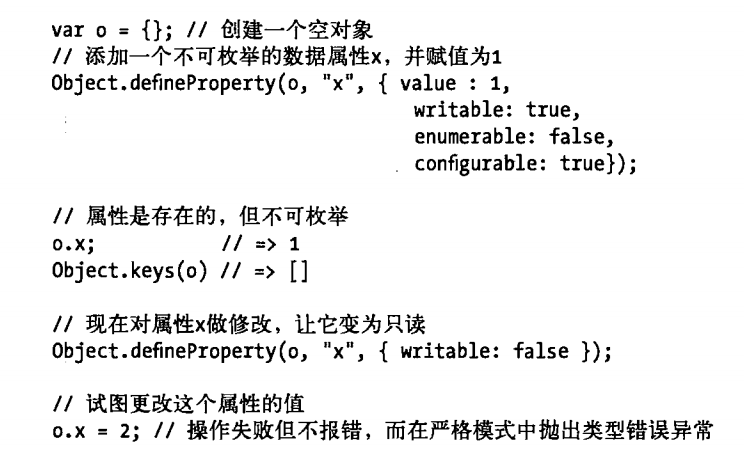 var o = {}; // 创建一个空对象
// 添加一个不可枚举的数据属性x，并赋值为1
Object.defineProperty(o, "x", { value : 1,
writable: true,
enumerable: false,
configurable: true});
// 属性是存在的，但不可枚举
o.x; // => 1
Object.keys(o) // => []
// 现在对属性x做修改，让它变为只读
Object.defineProperty(o, "x", { writable: false });
// 试图更改这个属性的值
o.x = 2; // 操作失败但不报错，而在严格模式中抛出类型错误异常